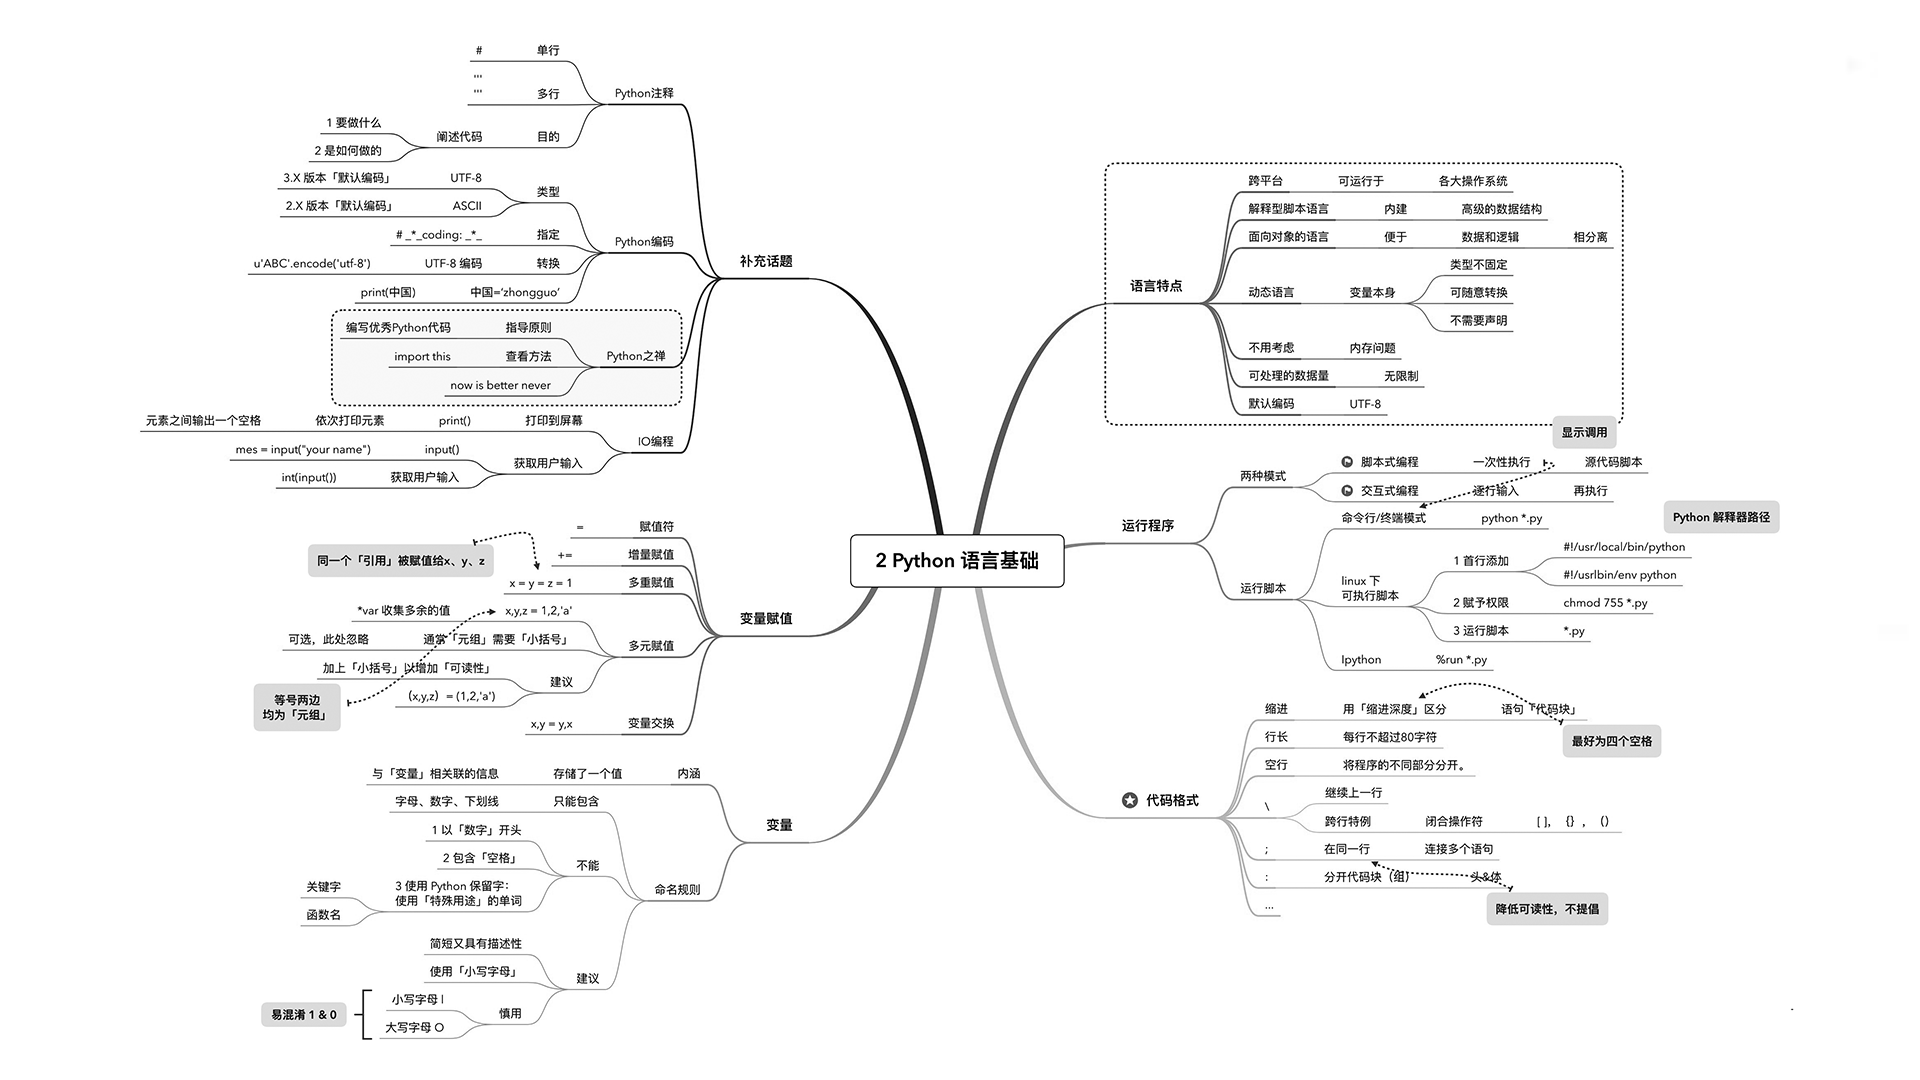 2 Python 语言基础
语言特点
跨平台 可运行于 各大操作系统
解释型脚本语言 内建 高级的数据结构
面向对象的语言 便于 数据和逻辑 相分离
动态语言 变量本身
类型不固定
可随意转换
不需要声明
不用考虑 内存问题
可处理的数据量 无限制
默认编码 UTF-8
显示调用
运行程序
两种模式
脚本式编程 一次性执行 源代码脚本
交互式编程 逐行输入 再执行
Python 解释器路径
运行脚本
命令行/终端模式 python *.py
linux 下
可执行脚本
1 首行添加
#!/usr/local/bin/python
#!/usrlbin/env python
2 赋予权限 chmod 755 *.py
3 运行脚本 *.py
Ipython %run *.py
代码格式
缩进 用「缩进深度」区分 语句「代码块」
最好为四个空格
行长 每行不超过80字符
空行 将程序的不同部分分开。
\
继续上一行
跨行特例 闭合操作符 [ ]， {} ， ()
; 在同一行 连接多个语句
: 分开代码块（组） 头&体
...
降低可读性，不提倡
补充话题
Python注释
# 单行
'''
''' 多行
阐述代码 目的
1 要做什么
2 是如何做的
Python编码
类型
3.X 版本「默认编码」 UTF-8
2.X 版本「默认编码」 ASCII
# _*_coding: _*_ 指定
u'ABC'.encode('utf-8') UTF-8 编码 转换
print(中国) 中国=‘zhongguo’
Python之禅
编写优秀Python代码 指导原则
import this 查看方法
now is better never
IO编程
元素之间输出一个空格 依次打印元素 print() 打印到屏幕
获取用户输入
mes = input("your name") input()
int(input()) 获取用户输入
变量赋值
= 赋值符
+= 增量赋值
同一个「引用」被赋值给x、y、z
x = y = z = 1 多重赋值
多元赋值
*var 收集多余的值 x,y,z = 1,2,'a'
可选，此处忽略 通常「元组」需要「小括号」
建议
加上「小括号」以增加「可读性」
（x,y,z）= (1,2,'a')
等号两边
均为「元组」
x,y = y,x 变量交换
变量
与「变量」相关联的信息 存储了一个值 内涵
命名规则
字母、数字、下划线 只能包含
不能
1 以「数字」开头
2 包含「空格」
3 使用 Python 保留字：
使用「特殊用途」的单词
关键字
函数名
建议
简短又具有描述性
使用「小写字母」
慎用
小写字母 l
大写字母 O
易混淆 1 & 0